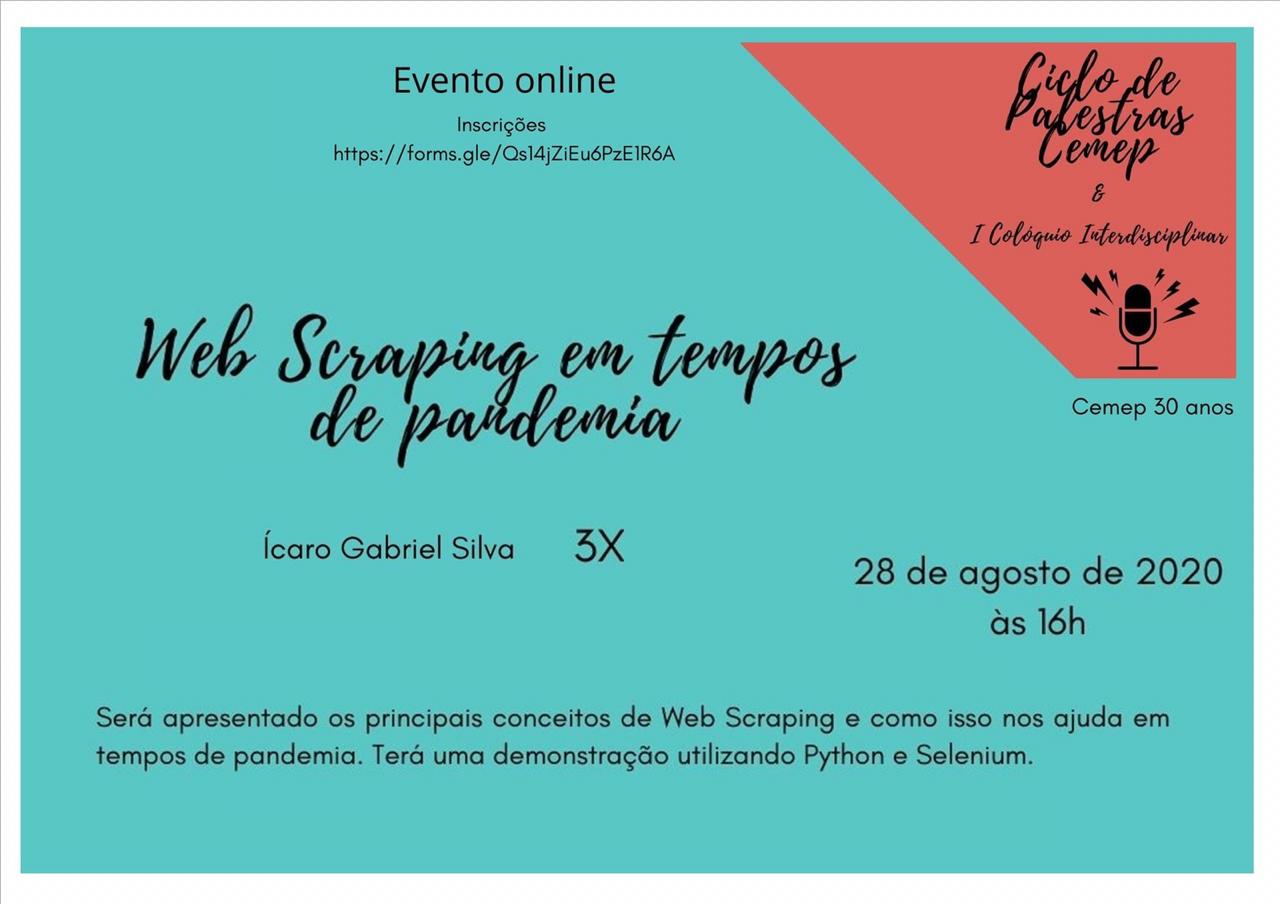 Evento online
Inscrições
https://forms.gle/Qs14jZiEu6PzE1R6A
Ciclo de
Palestras
Cemep
&
I Colóquio Interdisciplinar
Cemep 30 anos
Web Scraping em tempos
de pandemia
Ícaro Gabriel Silva 3X
28 de agosto de 2020
às 16h
Será apresentado os principais conceitos de Web Scraping e como isso nos ajuda em
tempos de pandemia. Terá uma demonstração utilizando Python e Selenium.